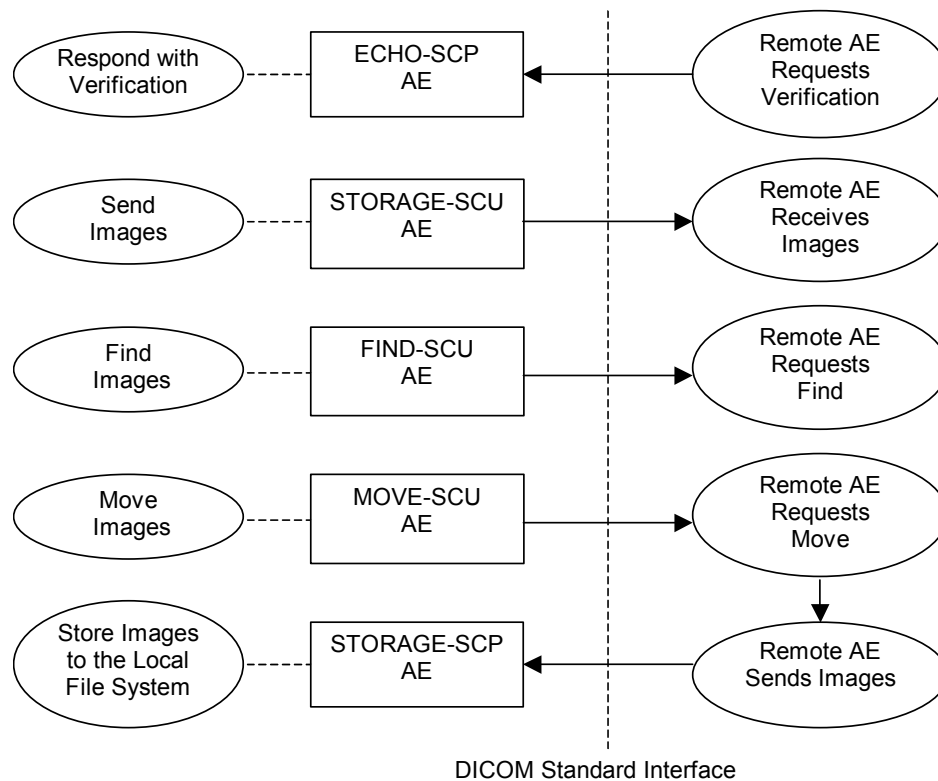 Respond with
Verification
ECHO-SCP
AE
Remote AE
Requests
Verification
Send
Images
STORAGE-SCU
AE
Remote AE
Receives
Images
Find
Images
FIND-SCU
AE
Remote AE
Requests
Find
Move
Images
MOVE-SCU
AE
Remote AE
Requests
Move
Store Images
to the Local
File System
STORAGE-SCP
AE
Remote AE
Sends Images
DICOM Standard Interface